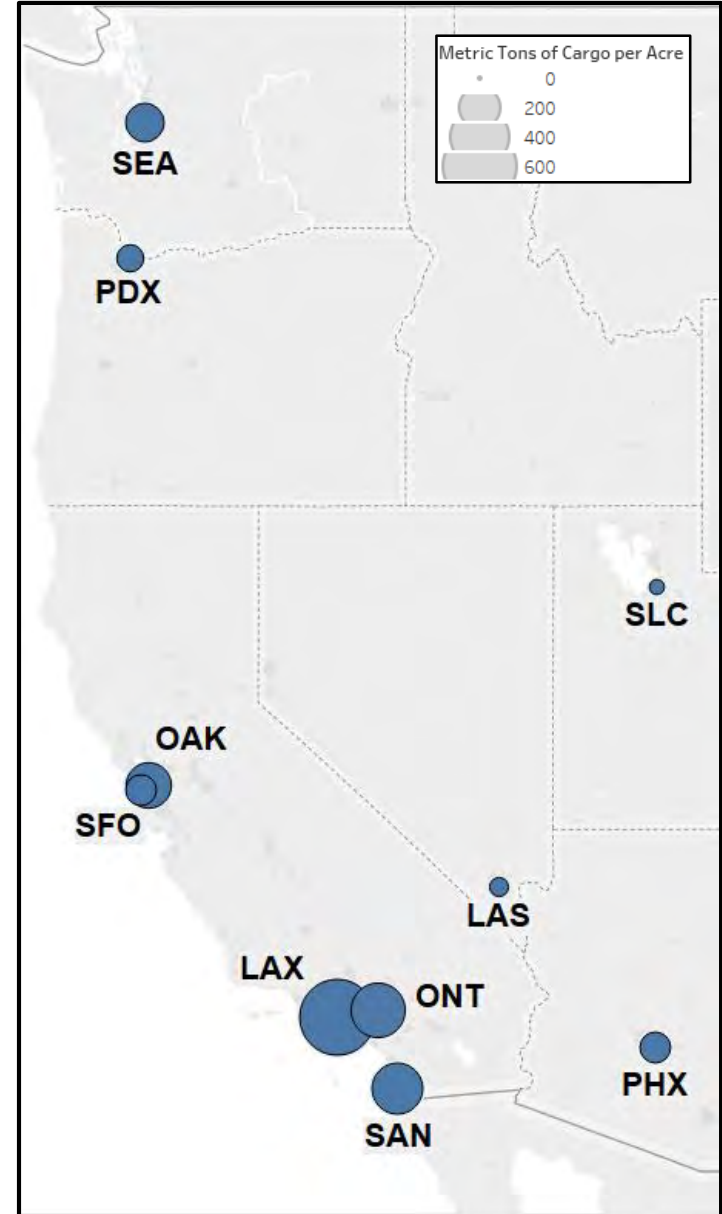 Metric Tons of Cargo per Acre
0
200
400
600
SEA
PDX
SLC
OAK
SFO
LAS
LAX
ONT
PHX
SAN